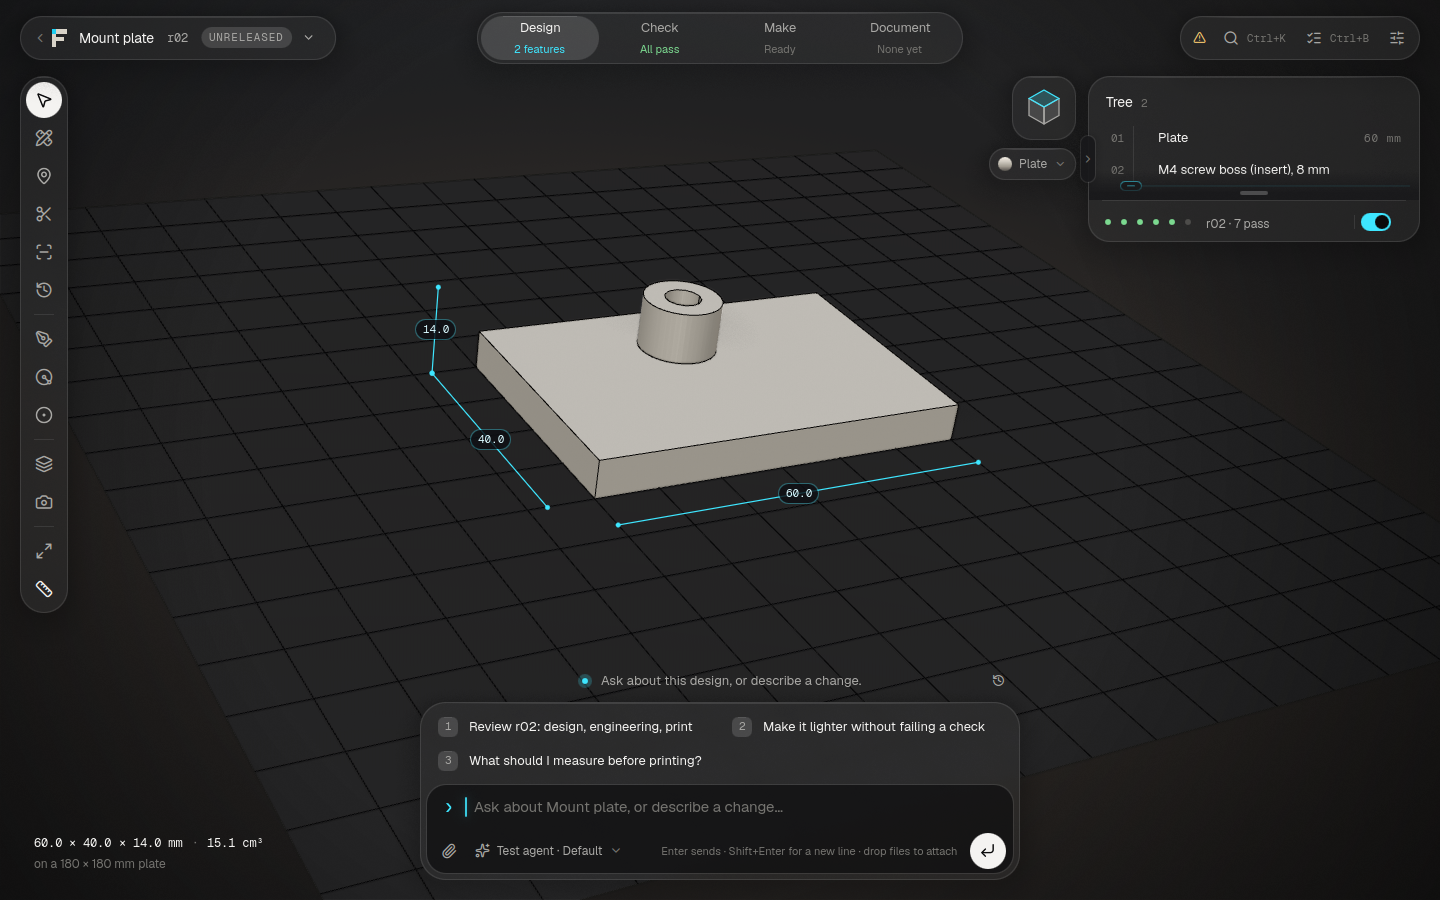 Mount plate r02 UNRELEASED
Design
2 features
Check
All pass
Make
Ready
Document
None yet
Ctrl+K
Ctrl+B
Tree 2
01 Plate 60 mm
02 M4 screw boss (insert), 8 mm
r02 · 7 pass
Plate
14.0
40.0
60.0
Ask about this design, or describe a change.
1 Review r02: design, engineering, print
2 Make it lighter without failing a check
3 What should I measure before printing?
Ask about Mount plate, or describe a change...
Test agent · Default
Enter sends · Shift+Enter for a new line · drop files to attach
60.0 × 40.0 × 14.0 mm · 15.1 cm³
on a 180 × 180 mm plate